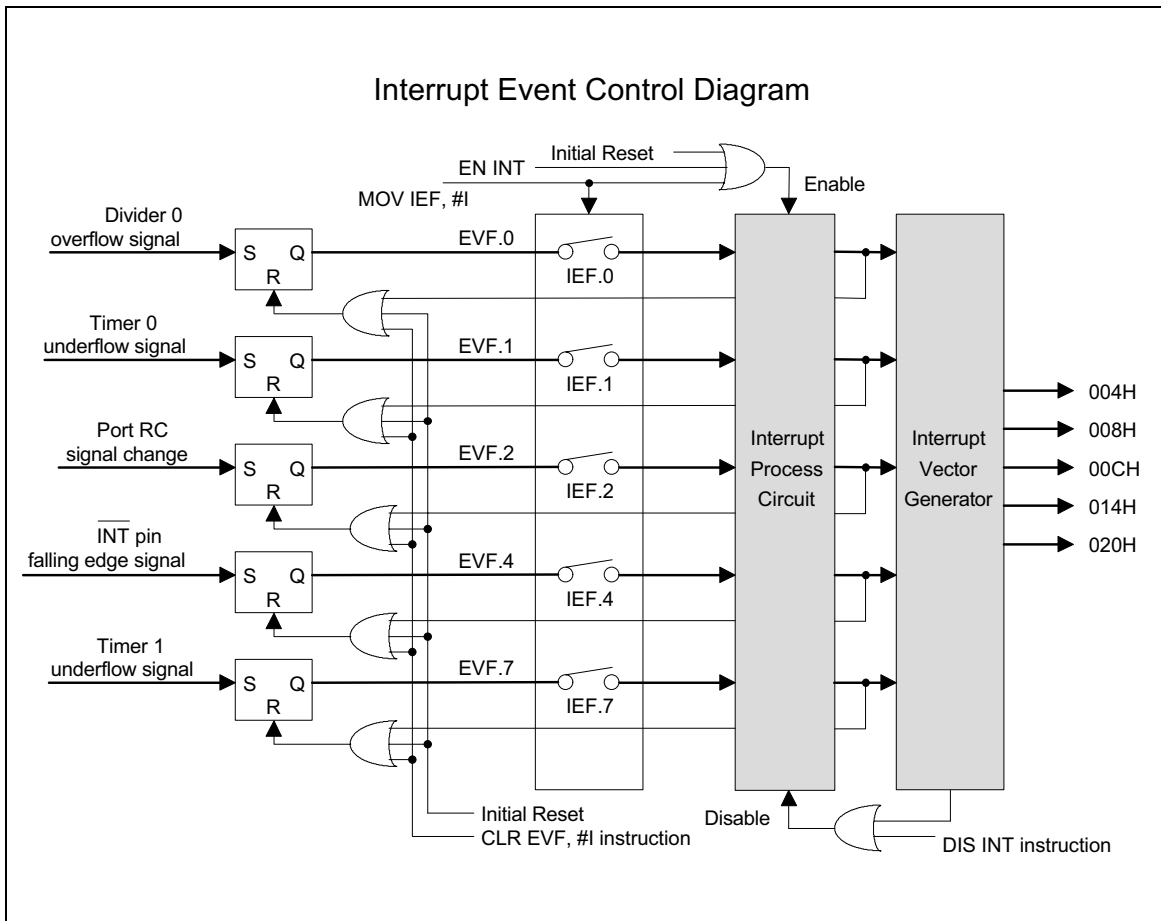 Interrupt Event Control Diagram
Initial Reset
EN INT
MOV IEF, #I
Enable
Divider 0
overflow signal
S Q
R
EVF.0
IEF.0
Timer 0
underflow signal
S Q
R
EVF.1
IEF.1
Port RC
signal change
S Q
R
EVF.2
IEF.2
INT pin
falling edge signal
S Q
R
EVF.4
IEF.4
Timer 1
underflow signal
S Q
R
EVF.7
IEF.7
Interrupt
Process
Circuit
Interrupt
Vector
Generator
004H
008H
00CH
014H
020H
Initial Reset
CLR EVF, #I instruction
Disable
DIS INT instruction